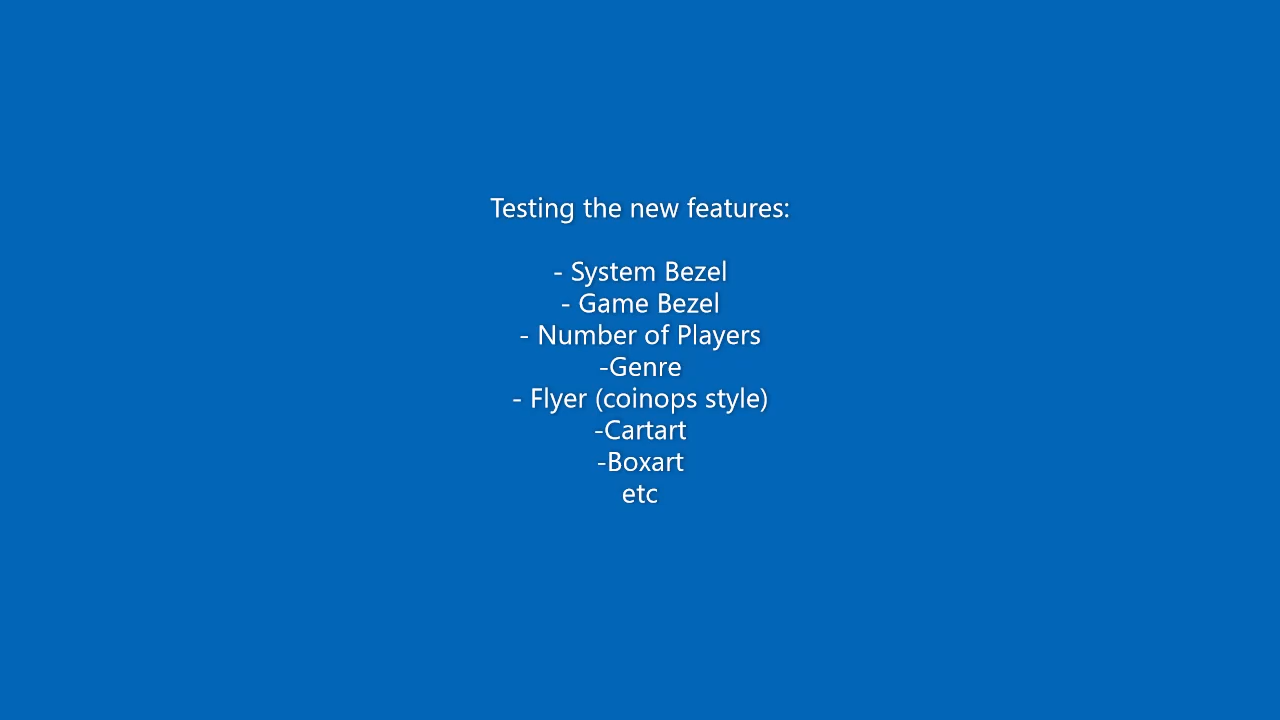 Testing the new features:
- System Bezel
- Game Bezel
- Number of Players
-Genre
- Flyer (coinops style)
-Cartart
-Boxart
etc